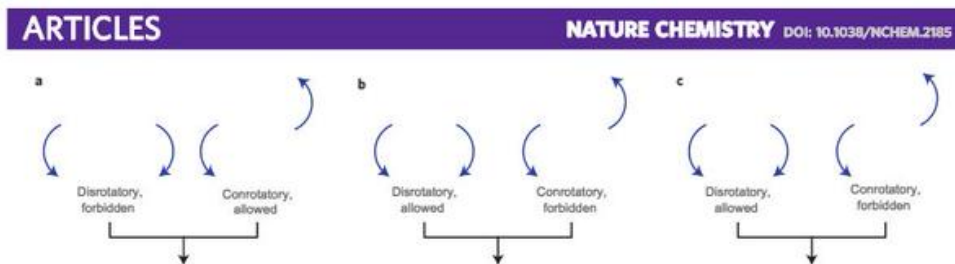 ARTICLES
NATURE CHEMISTRY DOI: 10.1038/NCHEM.2185
a
b
c
Disrotatory,
forbidden
Conrotatory,
allowed
Disrotatory,
allowed
Conrotatory,
forbidden
Disrotatory,
allowed
Conrotatory,
forbidden